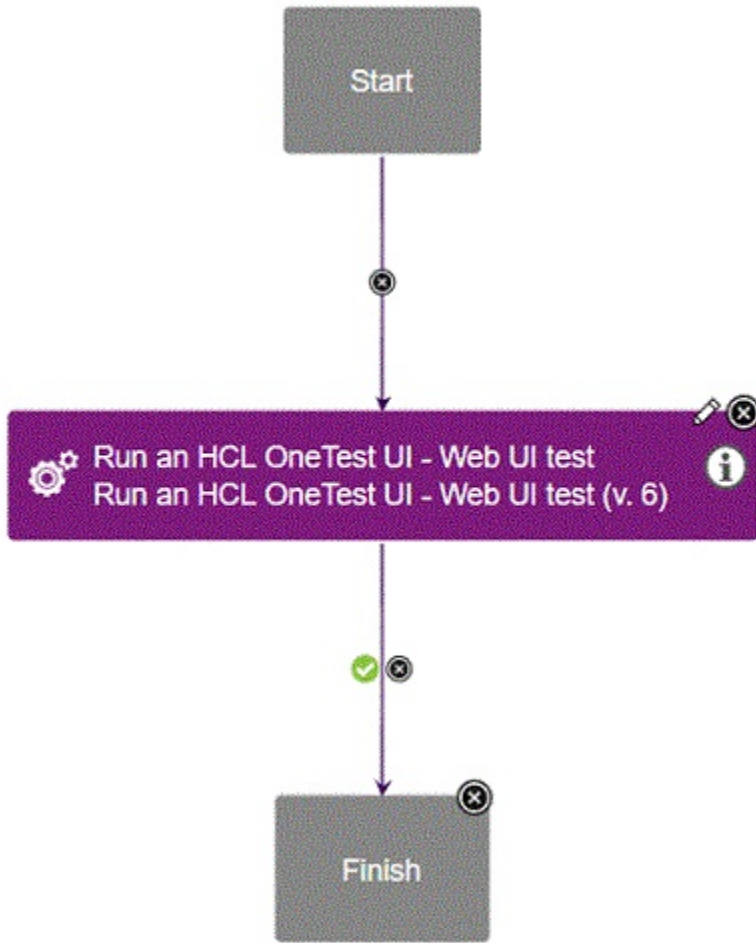 Start
Run an HCL OneTest UI - Web UI test
Run an HCL OneTest UI - Web UI test (v. 6)
Finish